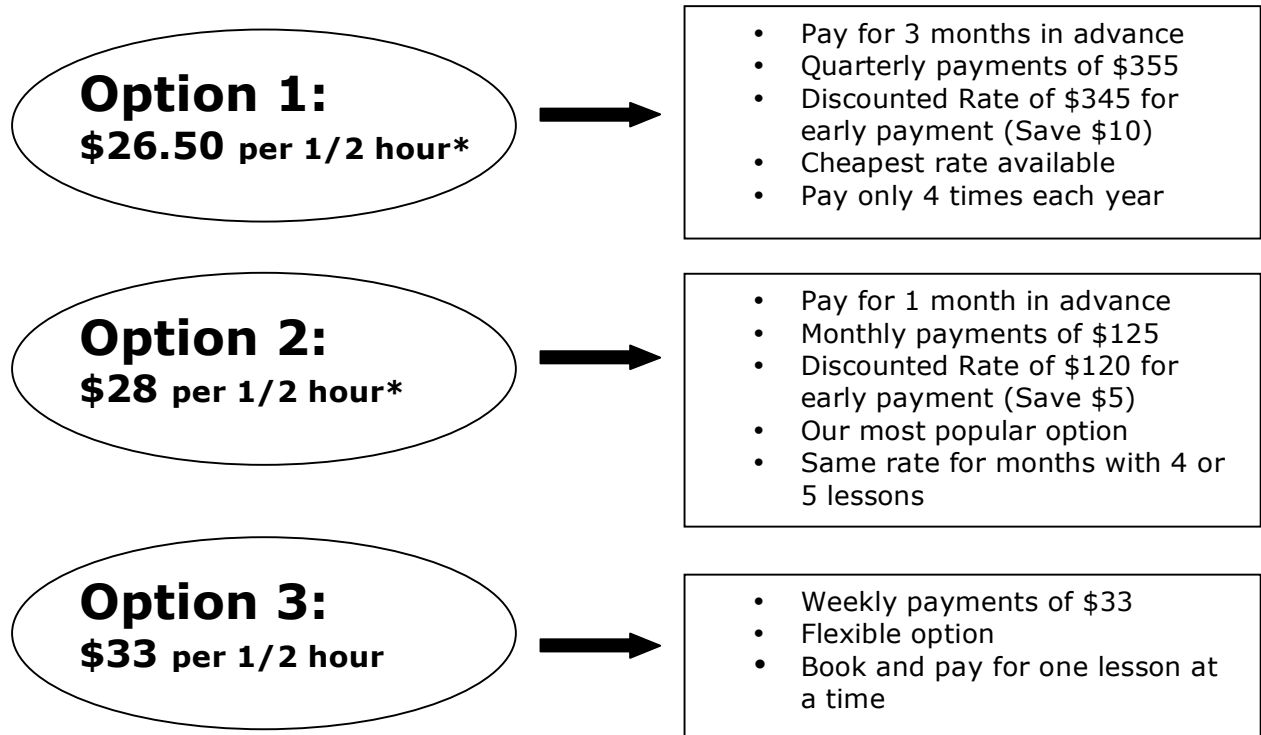 Option 1:
$26.50 per 1/2 hour*
• Pay for 3 months in advance
• Quarterly payments of $355
• Discounted Rate of $345 for
early payment (Save $10)
• Cheapest rate available
• Pay only 4 times each year
Option 2:
$28 per 1/2 hour*
• Pay for 1 month in advance
• Monthly payments of $125
• Discounted Rate of $120 for
early payment (Save $5)
• Our most popular option
• Same rate for months with 4 or
5 lessons
Option 3:
$33 per 1/2 hour
• Weekly payments of $33
• Flexible option
• Book and pay for one lesson at
a time